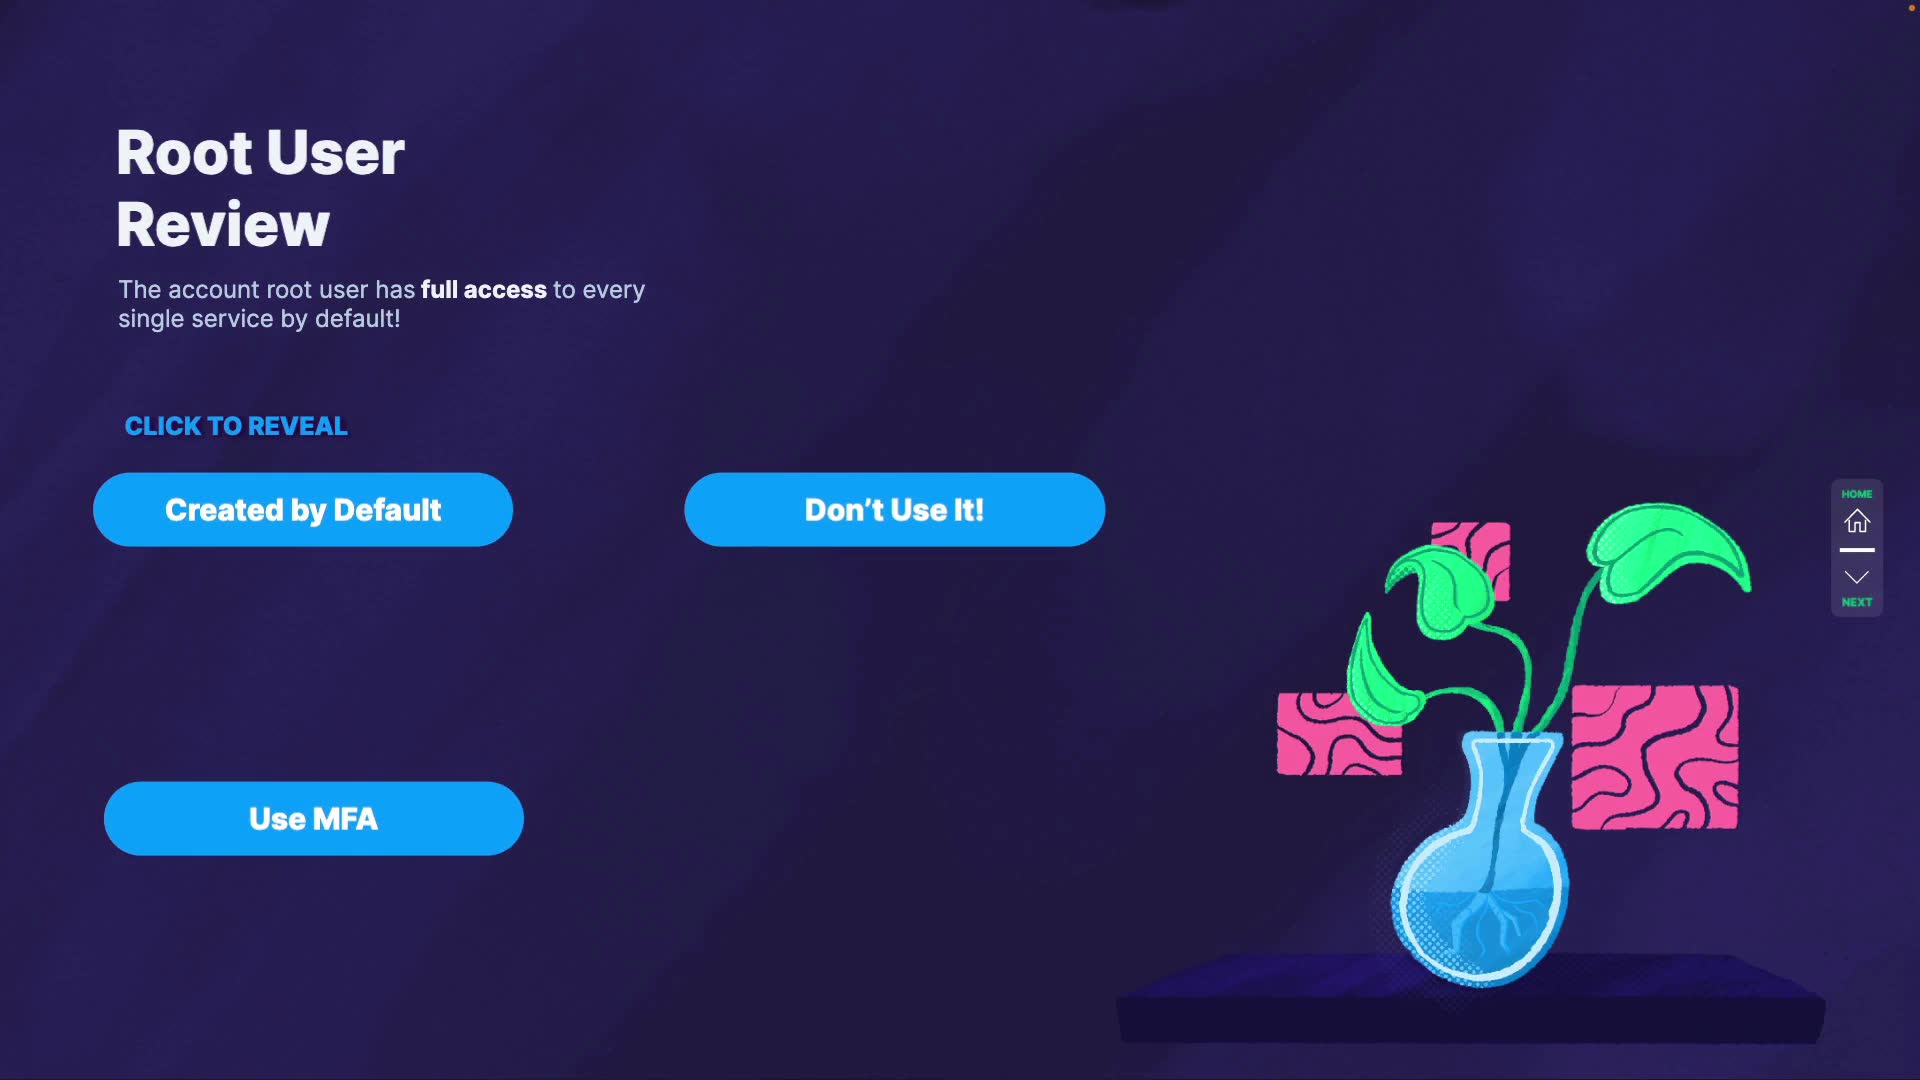 Root User
Review
The account root user has full access to every
single service by default!
CLICK TO REVEAL
Created by Default
Don’t Use It!
Use MFA
HOME
NEXT